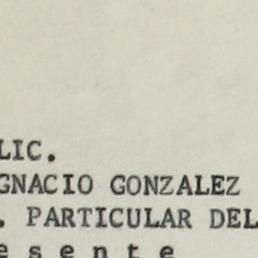 LIC.
GNACIO GONZALEZ
. PARTICULAR DEL
e s e n t e